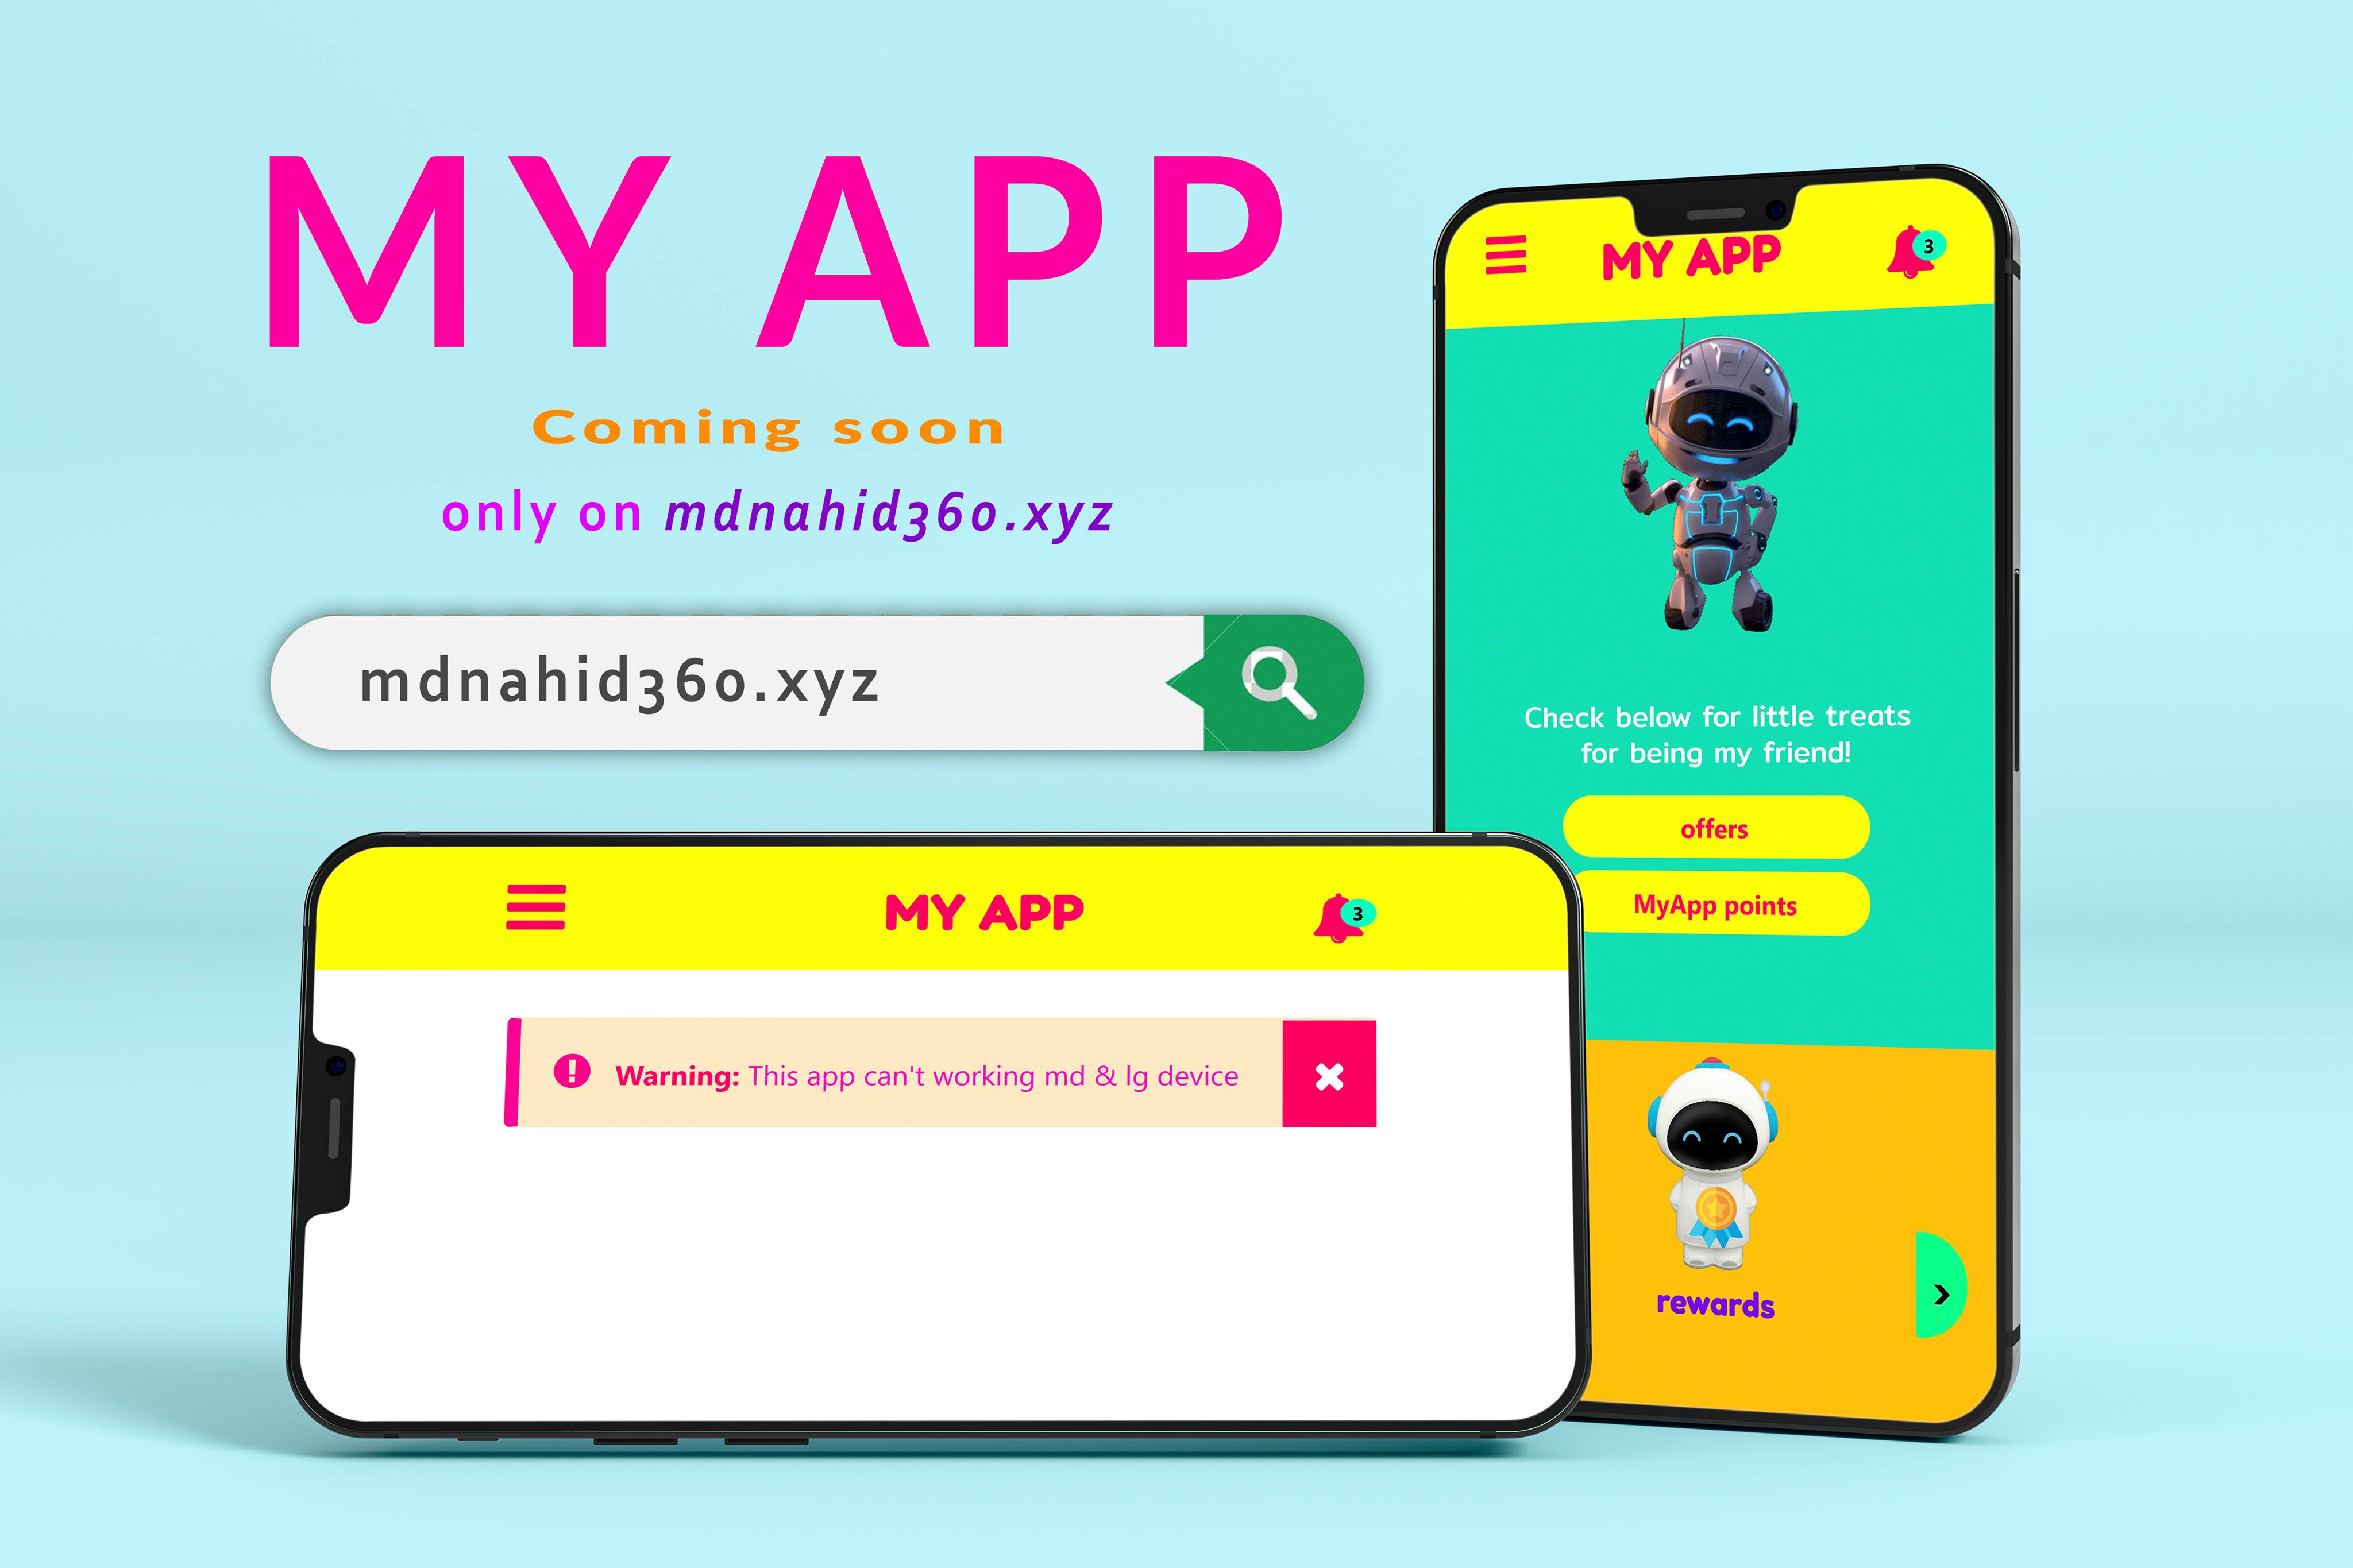 MY APP
Coming soon
only on mdnahid360.xyz
mdnahid360.xyz
MY APP
3
Check below for little treats
for being my friend!
offers
MyApp points
rewards
MY APP
3
Warning: This app can't working md & lg device